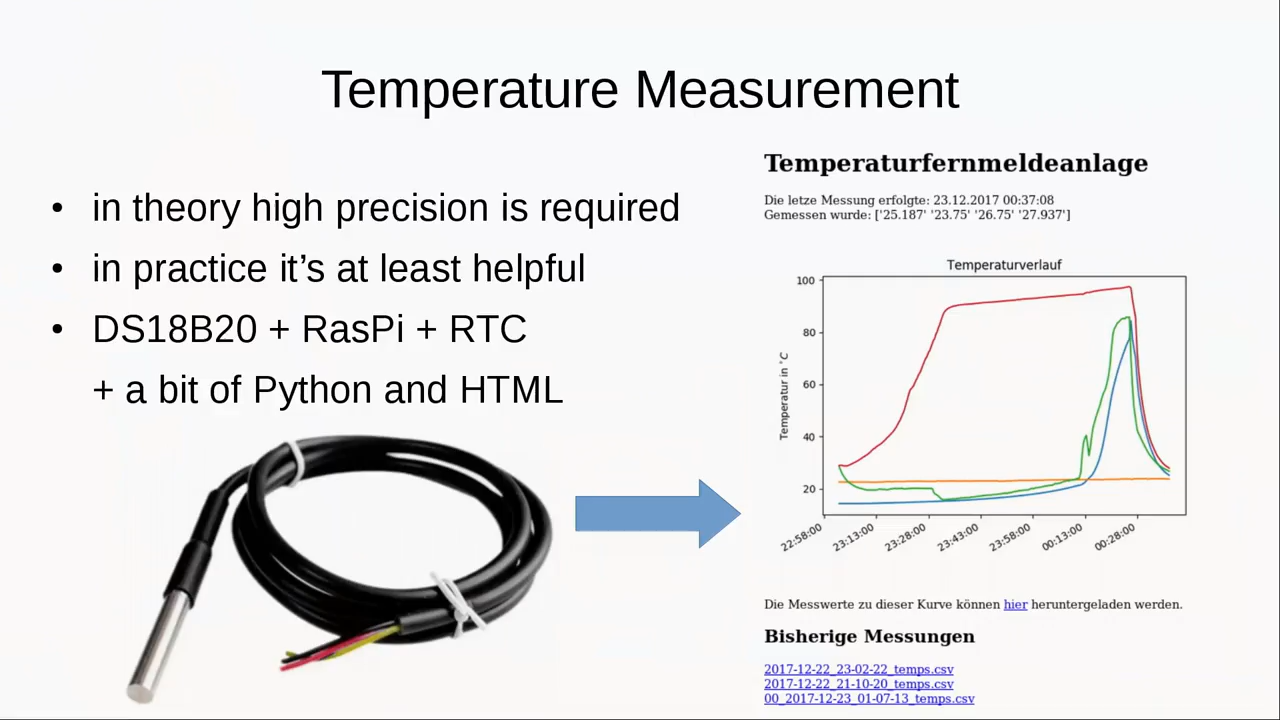 Temperature Measurement
• in theory high precision is required
• in practice it’s at least helpful
• DS18B20 + RasPi + RTC
+ a bit of Python and HTML
Temperaturfernmeldeanlage
Die letze Messung erfolgte: 23.12.2017 00:37:08
Gemessen wurde: ['25.187' '23.75' '26.75' '27.937']
Temperaturverlauf
Temperatur in °C
100
80
60
40
20
22:58:00
23:13:00
23:28:00
23:43:00
23:58:00
00:13:00
00:28:00
Die Messwerte zu dieser Kurve können hier heruntergeladen werden.
Bisherige Messungen
2017-12-22_23-02-22_temps.csv
2017-12-22_21-10-20_temps.csv
00_2017-12-23_01-07-13_temps.csv